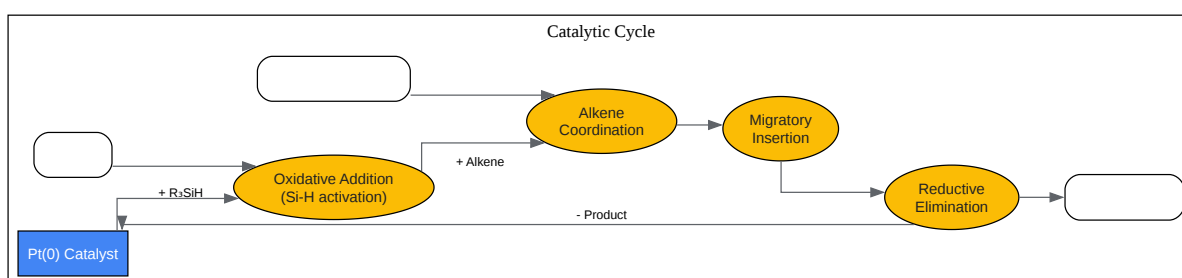 Catalytic Cycle
Alkene
Coordination
Migratory
Insertion
+ Alkene
Oxidative Addition
(Si-H activation)
+ R₃SiH
Reductive
Elimination
- Product
Pt(0) Catalyst